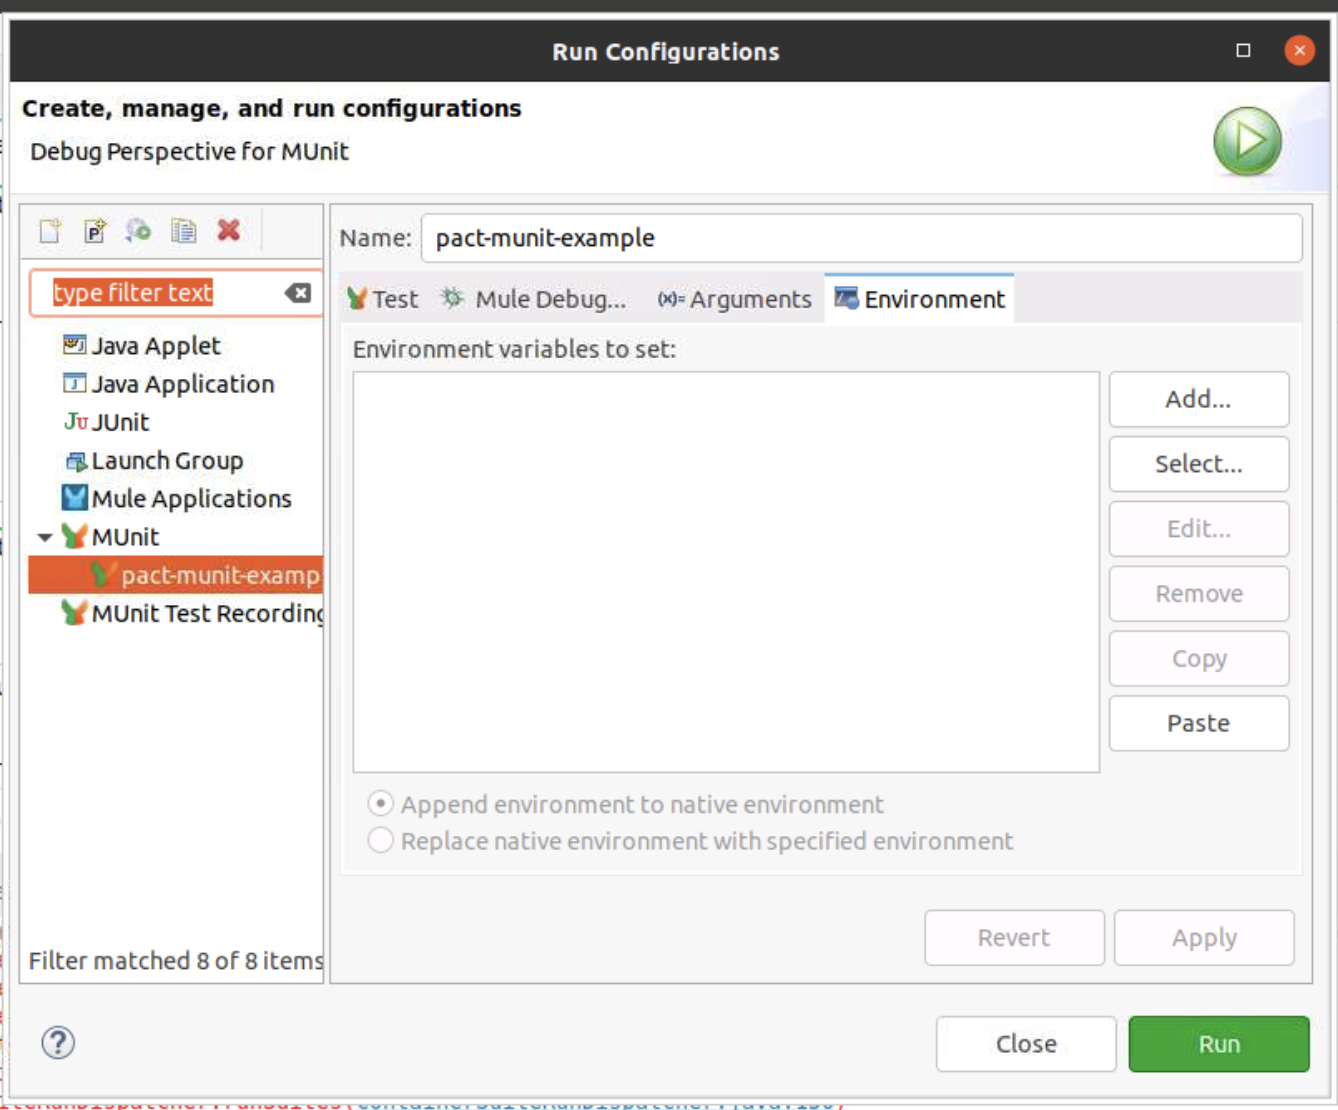 Run Configurations
Create, manage, and run configurations
Debug Perspective for MUnit
Name: pact-munit-example
type filter text
Test Mule Debug... (x)= Arguments Environment
Environment variables to set:
Java Applet
Java Application
Ju JUnit
Launch Group
Mule Applications
MUnit
pact-munit-examp
MUnit Test Recording
Add...
Select...
Edit...
Remove
Copy
Paste
Append environment to native environment
Replace native environment with specified environment
Revert Apply
Filter matched 8 of 8 items
? Close Run